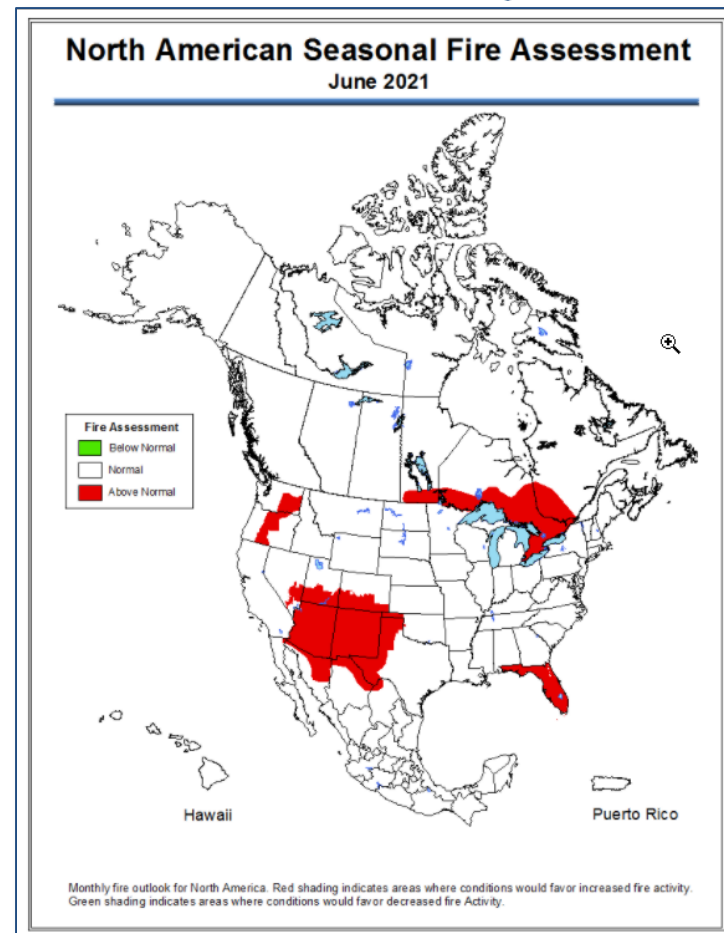 North American Seasonal Fire Assessment
June 2021
Fire Assessment
Below Normal
Normal
Above Normal
Hawaii
Puerto Rico
Monthly fire outlook for North America. Red shading indicates areas where conditions would favor increased fire activity.
Green shading indicates areas where conditions would favor decreased fire Activity.